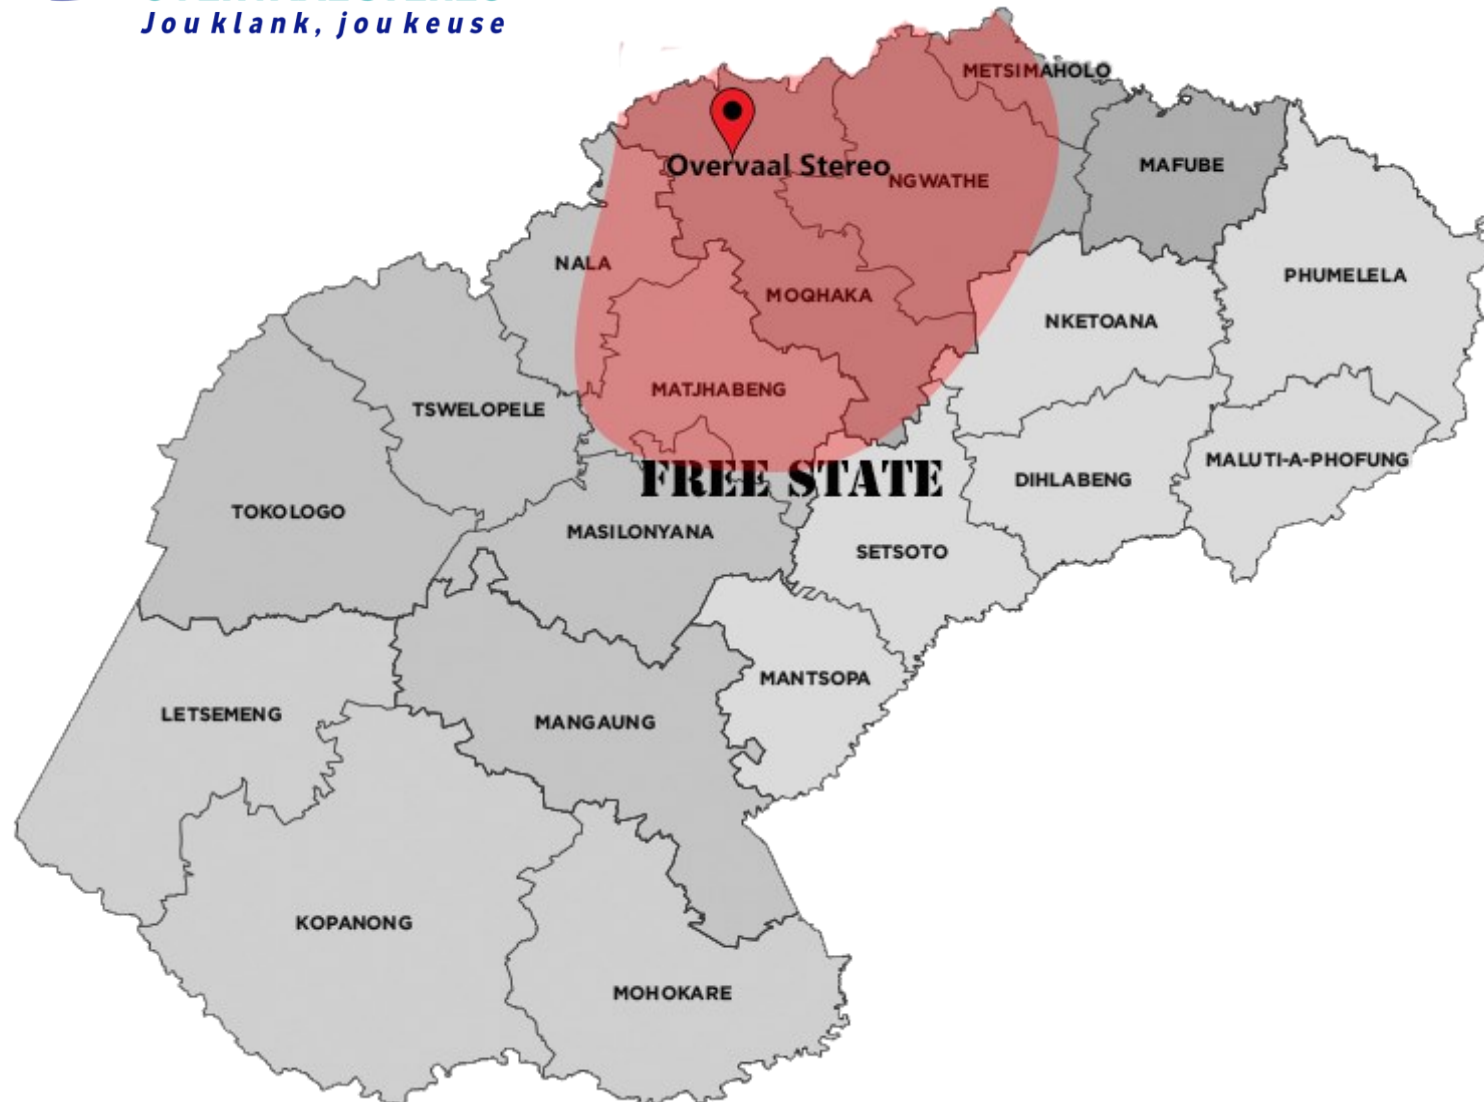 Jou klank, jou keuse
METSIMAHOLO
Overvaal Stereo
MAFUBE
NGWATHE
NALA
PHUMELELA
MOQHAKA
NKETOANA
MATJHABENG
TSWELOPELE
MALUTI-A-PHOFUNG
FREE STATE
DIHLABENG
TOKOLOGO
MASILONYANA
SETSOTO
MANTSOPA
LETSEMENG
MANGAUNG
KOPANONG
MOHOKARE